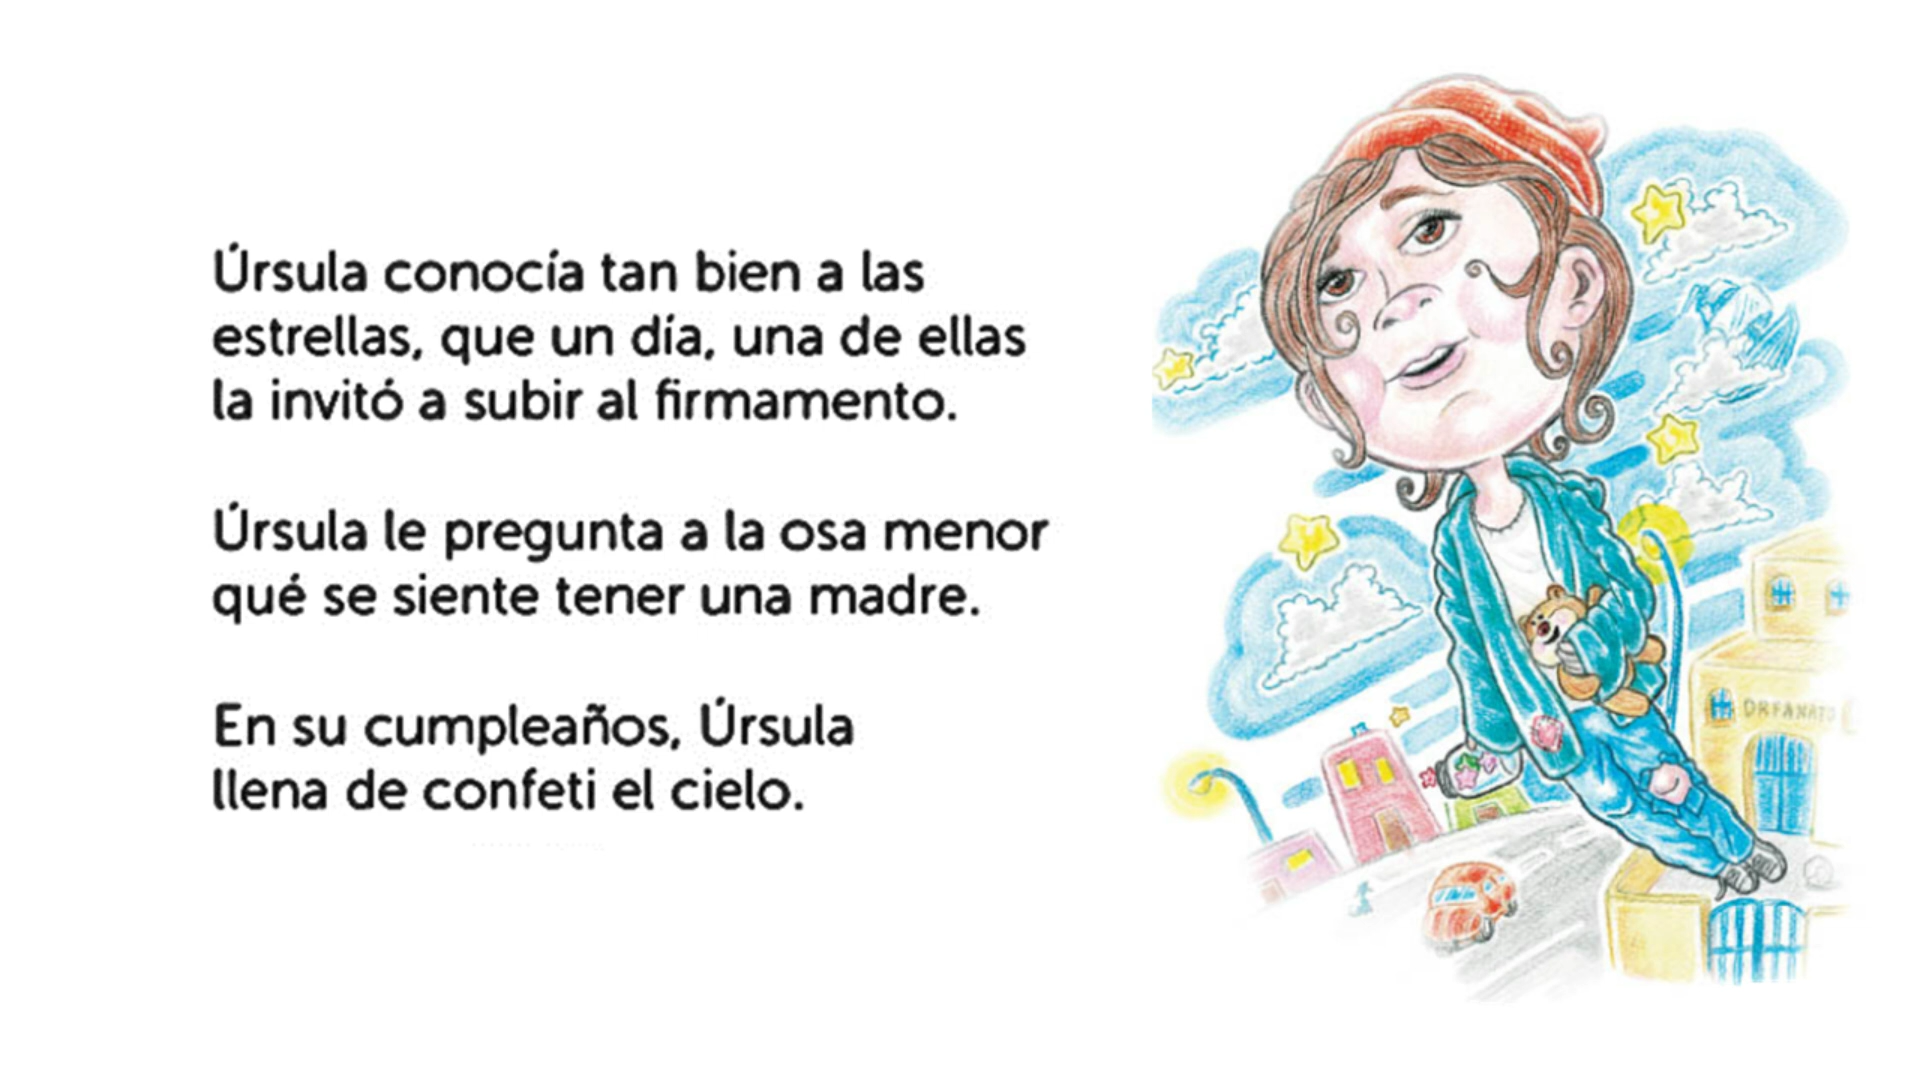 Úrsula conocía tan bien a las
estrellas, que un día, una de ellas
la invitó a subir al firmamento.
Úrsula le pregunta a la osa menor
qué se siente tener una madre.
En su cumpleaños, Úrsula
llena de confeti el cielo.
ORFANATO